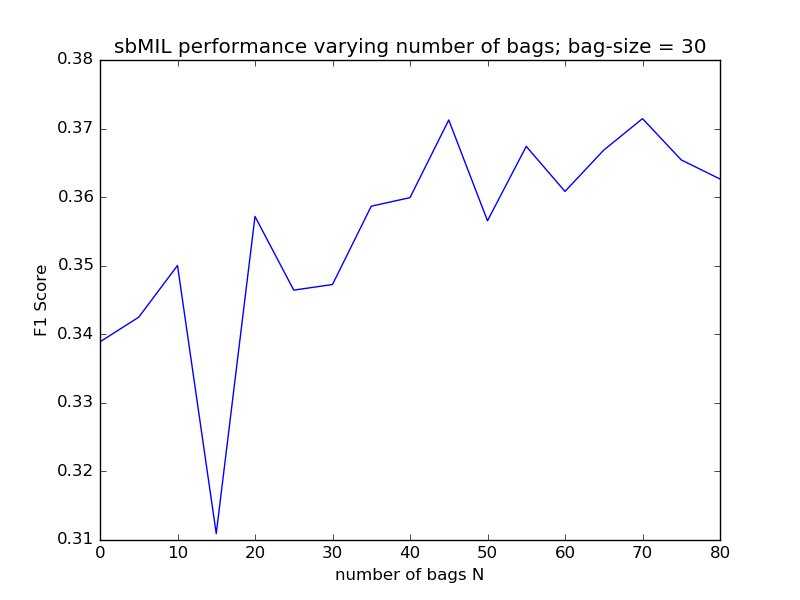 sbMIL performance varying number of bags; bag-size = 30
0.38
0.37
0.36
0.35
0.34
0.33
0.32
0.31
F1 Score
0 10 20 30 40 50 60 70 80
number of bags N